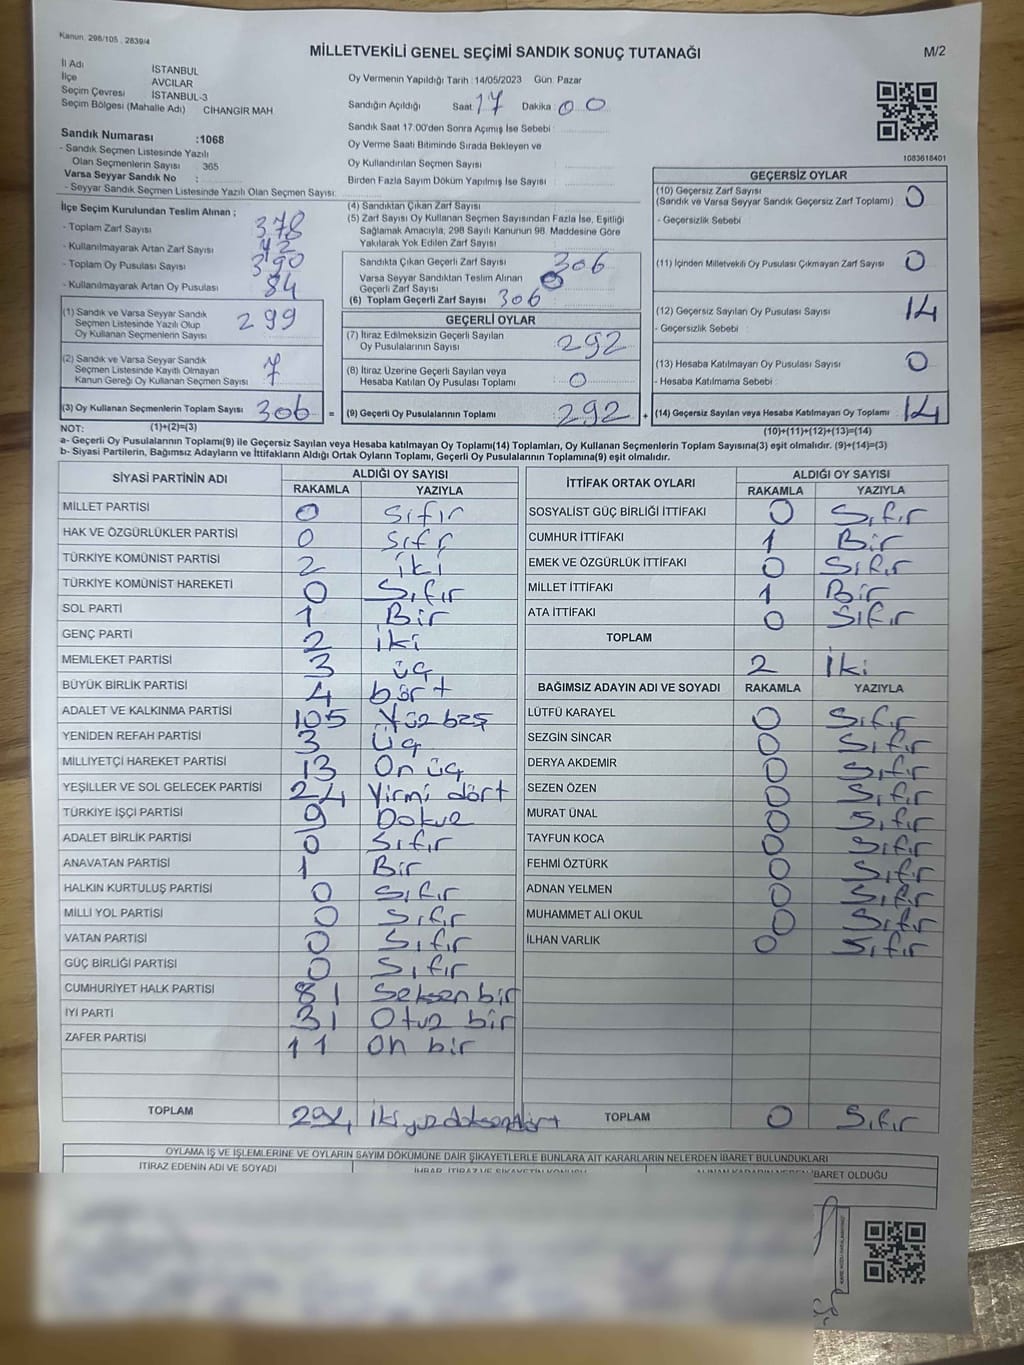 Kanun. 298/105 , 2839/4
MİLLETVEKİLİ GENEL SEÇİMİ SANDIK SONUÇ TUTANAĞI
M/2
İl Adı İSTANBUL
İlçe AVCILAR
Seçim Çevresi İSTANBUL-3
Seçim Bölgesi (Mahalle Adı) CİHANGİR MAH
Oy Vermenin Yapıldığı Tarih :14/05/2023 Gün: Pazar
Sandığın Açıldığı Saat 17 Dakika 00
Sandık Saat 17:00'den Sonra Açımış İse Sebebi :
Oy Verme Saati Bitiminde Sırada Bekleyen ve
Oy Kullandırılan Seçmen Sayısı
Birden Fazla Sayım Döküm Yapılmış İse Sayısı
1083618401
Sandık Numarası :1068
- Sandık Seçmen Listesinde Yazılı
Olan Seçmenlerin Sayısı 365
Varsa Seyyar Sandık No :
- Seyyar Sandık Seçmen Listesinde Yazılı Olan Seçmen Sayısı:
İlçe Seçim Kurulundan Teslim Alınan ;
- Toplam Zarf Sayısı 378
- Kullanılmayarak Artan Zarf Sayısı 72
- Toplam Oy Pusulası Sayısı 390
- Kullanılmayarak Artan Oy Pusulası 84
(1) Sandık ve Varsa Seyyar Sandık
Seçmen Listesinde Yazılı Olup
Oy Kullanan Seçmenlerin Sayısı 299
(2) Sandık ve Varsa Seyyar Sandık
Seçmen Listesinde Kayıtlı Olmayan
Kanun Gereği Oy Kullanan Seçmen Sayısı 7
(3) Oy Kullanan Seçmenlerin Toplam Sayısı 306 =
(4) Sandıktan Çıkan Zarf Sayısı
(5) Zarf Sayısı Oy Kullanan Seçmen Sayısından Fazla İse, Eşitliği
Sağlamak Amacıyla, 298 Sayılı Kanunun 98. Maddesine Göre
Yakılarak Yok Edilen Zarf Sayısı
Sandıkta Çıkan Geçerli Zarf Sayısı 306
Varsa Seyyar Sandıktan Teslim Alınan
Geçerli Zarf Sayısı 0
(6) Toplam Geçerli Zarf Sayısı 306
GEÇERLİ OYLAR
(7) İtiraz Edilmeksizin Geçerli Sayılan
Oy Pusulalarının Sayısı 292
(8) İtiraz Üzerine Geçerli Sayılan veya
Hesaba Katılan Oy Pusulası Toplamı 0
(9) Geçerli Oy Pusulalarının Toplamı 292 +
GEÇERSİZ OYLAR
(10) Geçersiz Zarf Sayısı 0
(Sandık ve Varsa Seyyar Sandık Geçersiz Zarf Toplamı)
- Geçersizlik Sebebi :
(11) İçinden Milletvekili Oy Pusulası Çıkmayan Zarf Sayısı 0
(12) Geçersiz Sayılan Oy Pusulası Sayısı 14
- Geçersizlik Sebebi
(13) Hesaba Katılmayan Oy Pusulası Sayısı 0
- Hesaba Katılmama Sebebi :
(14) Geçersiz Sayılan veya Hesaba Katılmayan Oy Toplamı 14
NOT: (1)+(2)=(3) (10)+(11)+(12)+(13)=(14)
a- Geçerli Oy Pusulalarının Toplamı(9) ile Geçersiz Sayılan veya Hesaba katılmayan Oy Toplamı(14) Toplamları, Oy Kullanan Seçmenlerin Toplam Sayısına(3) eşit olmalıdır. (9)+(14)=(3)
b- Siyasi Partilerin, Bağımsız Adayların ve İttifakların Aldığı Ortak Oyların Toplamı, Geçerli Oy Pusulalarının Toplamına(9) eşit olmalıdır.
SİYASİ PARTİNİN ADI ALDIĞI OY SAYISI
RAKAMLA YAZIYLA
MİLLET PARTİSİ 0 Sıfır
HAK VE ÖZGÜRLÜKLER PARTİSİ 0 Sıfr
TÜRKİYE KOMÜNİST PARTİSİ 2 iki
TÜRKİYE KOMÜNİST HAREKETİ 0 Sıfır
SOL PARTİ 1 Bir
GENÇ PARTİ 2 iki
MEMLEKET PARTİSİ 3 üç
BÜYÜK BİRLİK PARTİSİ 4 dört
ADALET VE KALKINMA PARTİSİ 105 Yüz beş
YENİDEN REFAH PARTİSİ 3 Üç
MİLLİYETÇİ HAREKET PARTİSİ 13 On üç
YEŞİLLER VE SOL GELECEK PARTİSİ 24 Yirmi dört
TÜRKİYE İŞÇİ PARTİSİ 9 Dokuz
ADALET BİRLİK PARTİSİ 0 Sıfır
ANAVATAN PARTİSİ 1 Bir
HALKIN KURTULUŞ PARTİSİ 0 Sıfır
MİLLİ YOL PARTİSİ 0 Sıfır
VATAN PARTİSİ 0 Sıfır
GÜÇ BİRLİĞİ PARTİSİ 0 Sıfır
CUMHURİYET HALK PARTİSİ 81 Seksen bir
İYİ PARTİ 31 Otuz bir
ZAFER PARTİSİ 11 On bir
TOPLAM İki yüz doksan dört
İTTİFAK ORTAK OYLARI ALDIĞI OY SAYISI
RAKAMLA YAZIYLA
SOSYALİST GÜÇ BİRLİĞİ İTTİFAKI 0 Sıfır
CUMHUR İTTİFAKI 1 Bir
EMEK VE ÖZGÜRLÜK İTTİFAKI 0 Sıfır
MİLLET İTTİFAKI 1 Bir
ATA İTTİFAKI 0 Sıfır
TOPLAM
2 İki
BAĞIMSIZ ADAYIN ADI VE SOYADI RAKAMLA YAZIYLA
LÜTFÜ KARAYEL 0 Sıfır
SEZGİN SİNCAR 0 Sıfır
DERYA AKDEMİR 0 Sıfır
SEZEN ÖZEN 0 Sıfır
MURAT ÜNAL 0 Sıfır
TAYFUN KOCA 0 Sıfır
FEHMİ ÖZTÜRK 0 Sıfır
ADNAN YELMEN 0 Sıfır
MUHAMMET ALİ OKUL 0 Sıfır
İLHAN VARLIK 0 Sıfır
TOPLAM 0 Sıfır
OYLAMA İŞ VE İŞLEMLERİNE VE OYLARIN SAYIM DÖKÜMÜNE DAİR ŞİKAYETLERLE BUNLARA AİT KARARLARIN NELERDEN İBARET BULUNDUKLARI
İTİRAZ EDENİN ADI VE SOYADI
İBARET OLDUĞU